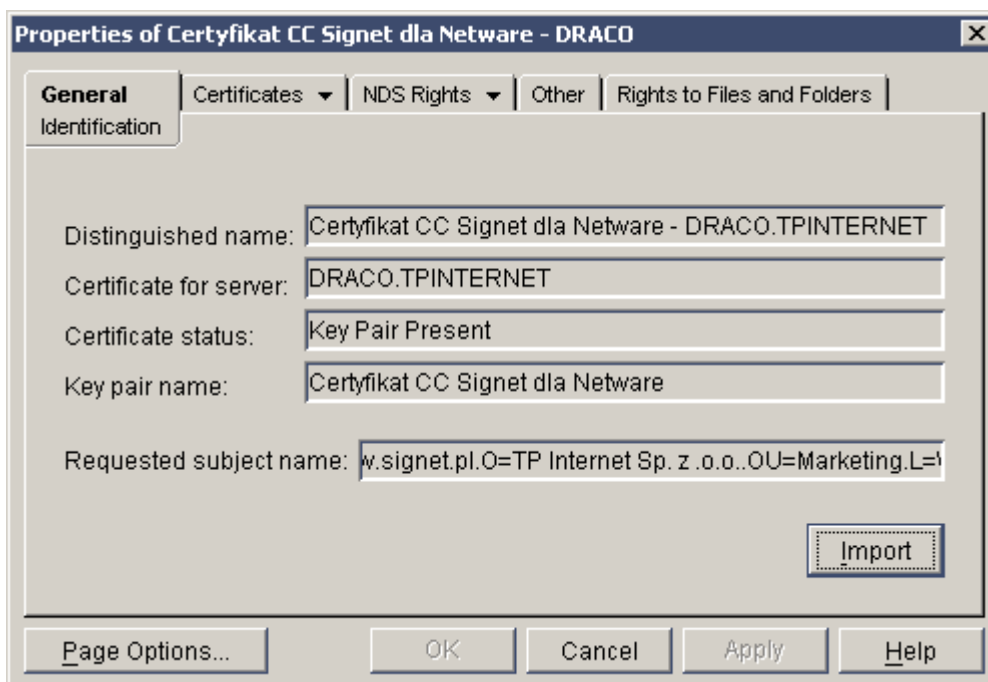 Properties of Certyfikat CC Signet dla Netware - DRACO
General Certificates NDS Rights Other Rights to Files and Folders
Identification
Distinguished name: Certyfikat CC Signet dla Netware - DRACO.TPINTERNET
Certificate for server: DRACO.TPINTERNET
Certificate status: Key Pair Present
Key pair name: Certyfikat CC Signet dla Netware
Requested subject name: .signet.pl.O=TP Internet Sp. z .o.o..OU=Marketing.L=
Import
Page Options... OK Cancel Apply Help